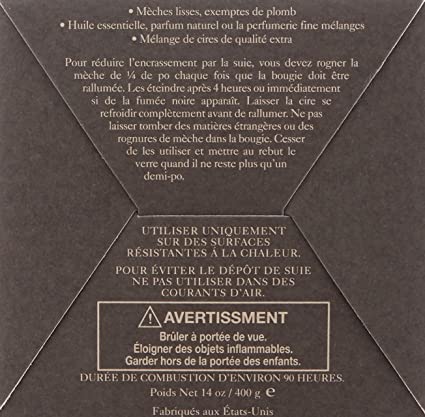 • Mèches lisses, exemptes de plomb
• Huile essentielle, parfum naturel ou la perfumerie fine mélanges
• Mélange de cires de qualité extra
Pour réduire l'encrassement par la suie, vous devez rogner la
mèche de ¼ de po chaque fois que la bougie doit être
rallumée. Les éteindre après 4 heures ou immédiatement
si de la fumée noire apparaît. Laisser la cire se
refroidir complètement avant de rallumer. Ne pas
laisser tomber des matières étrangères ou des
rognures de mèche dans la bougie. Cesser
de les utiliser et mettre au rebut le
verre quand il ne reste plus qu'un
demi-po.
UTILISER UNIQUEMENT
SUR DES SURFACES
RÉSISTANTES À LA CHALEUR.
POUR ÉVITER LE DÉPÔT DE SUIE
NE PAS UTILISER DANS DES
COURANTS D'AIR.
AVERTISSMENT
Brûler à portée de vue.
Éloigner des objets inflammables.
Garder hors de la portée des enfants.
DURÉE DE COMBUSTION D'ENVIRON 90 HEURES.
Poids Net 14 oz / 400 g e
Fabriqués aux États-Unis